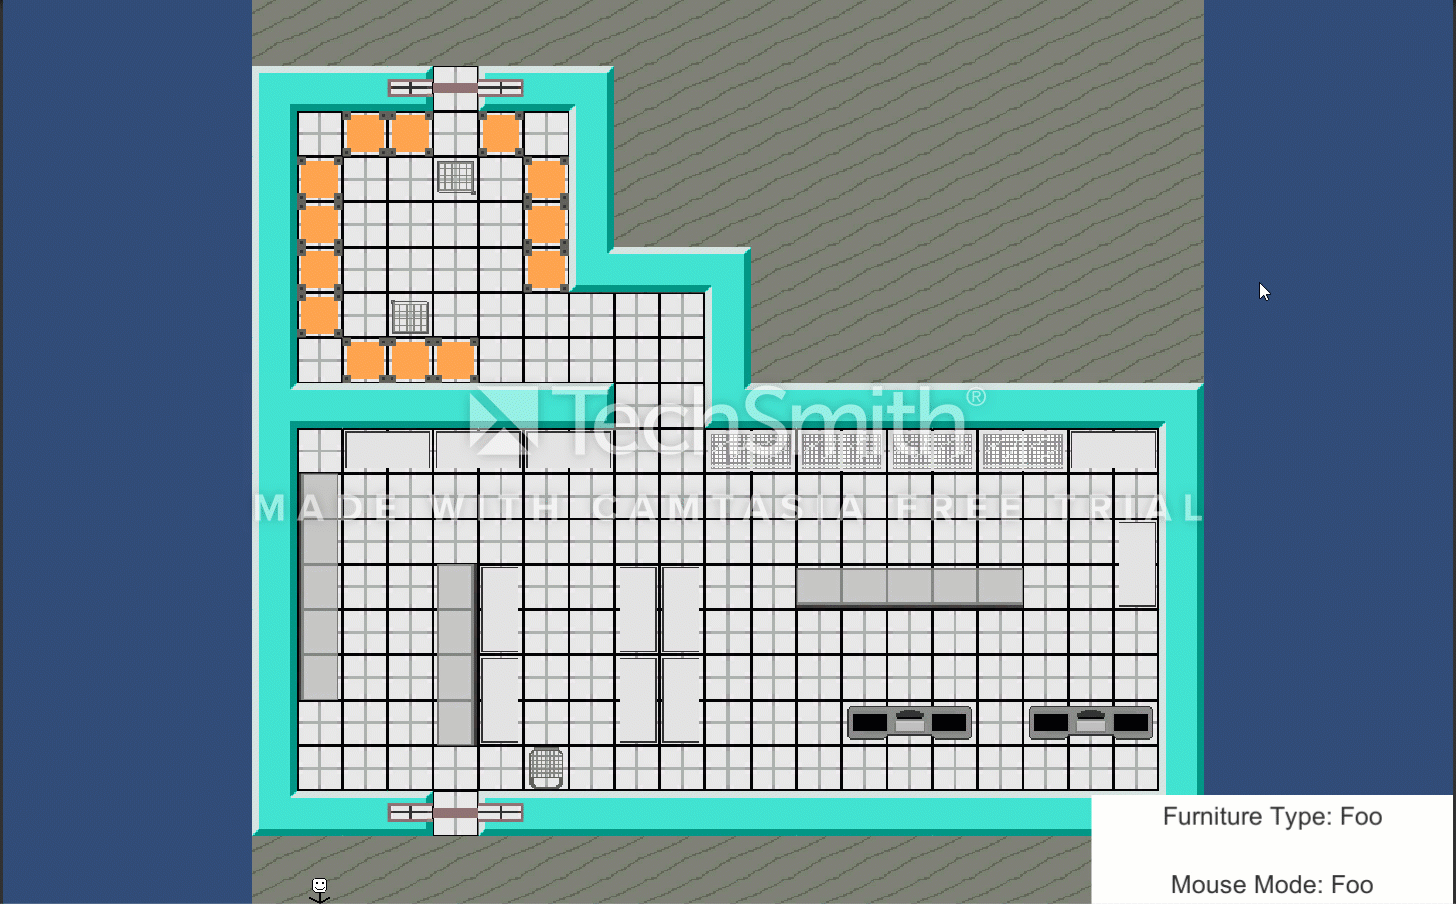 TechSmith®
MADE WITH CAMTASIA FREE TRIAL
Furniture Type: Foo
Mouse Mode: Foo